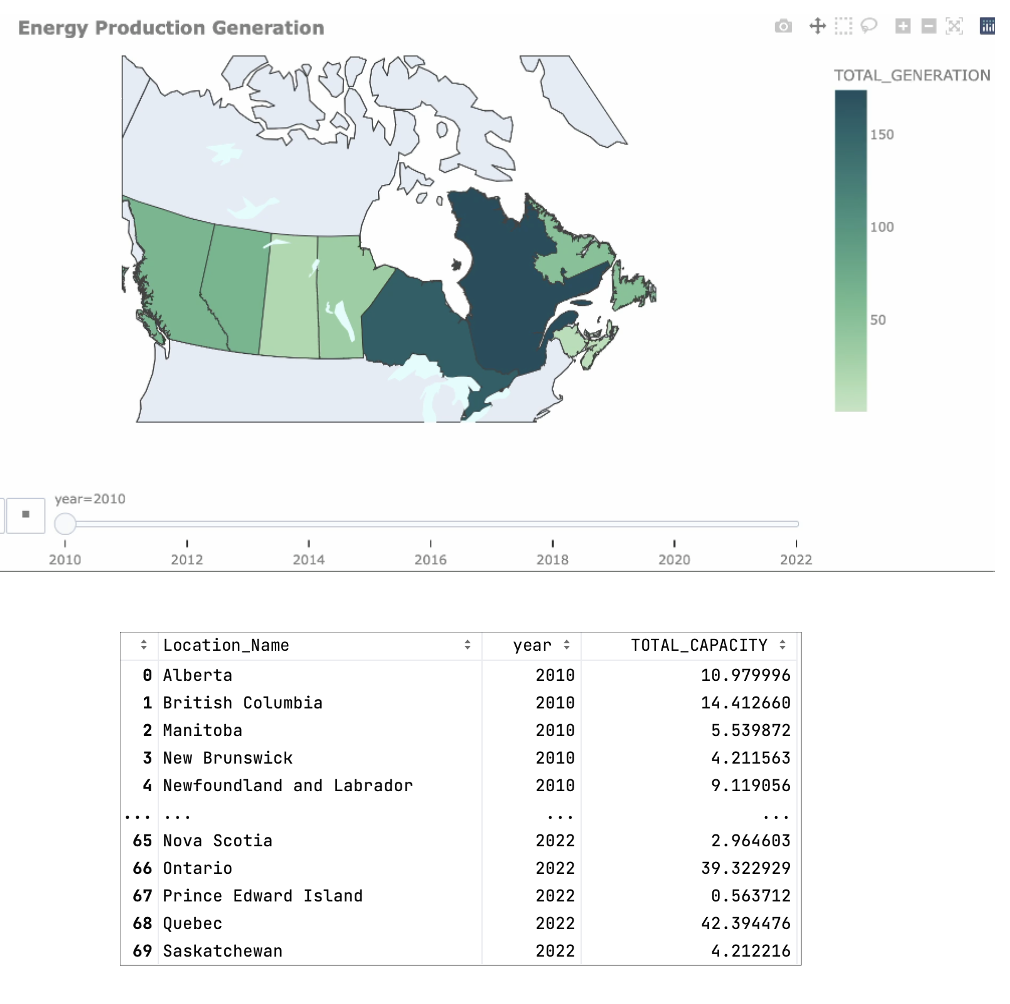 Energy Production Generation
TOTAL_GENERATION
150
100
50
year=2010
2010 2012 2014 2016 2018 2020 2022
Location_Name year TOTAL_CAPACITY
0 Alberta 2010 10.979996
1 British Columbia 2010 14.412660
2 Manitoba 2010 5.539872
3 New Brunswick 2010 4.211563
4 Newfoundland and Labrador 2010 9.119056
... ... ... ...
65 Nova Scotia 2022 2.964603
66 Ontario 2022 39.322929
67 Prince Edward Island 2022 0.563712
68 Quebec 2022 42.394476
69 Saskatchewan 2022 4.212216